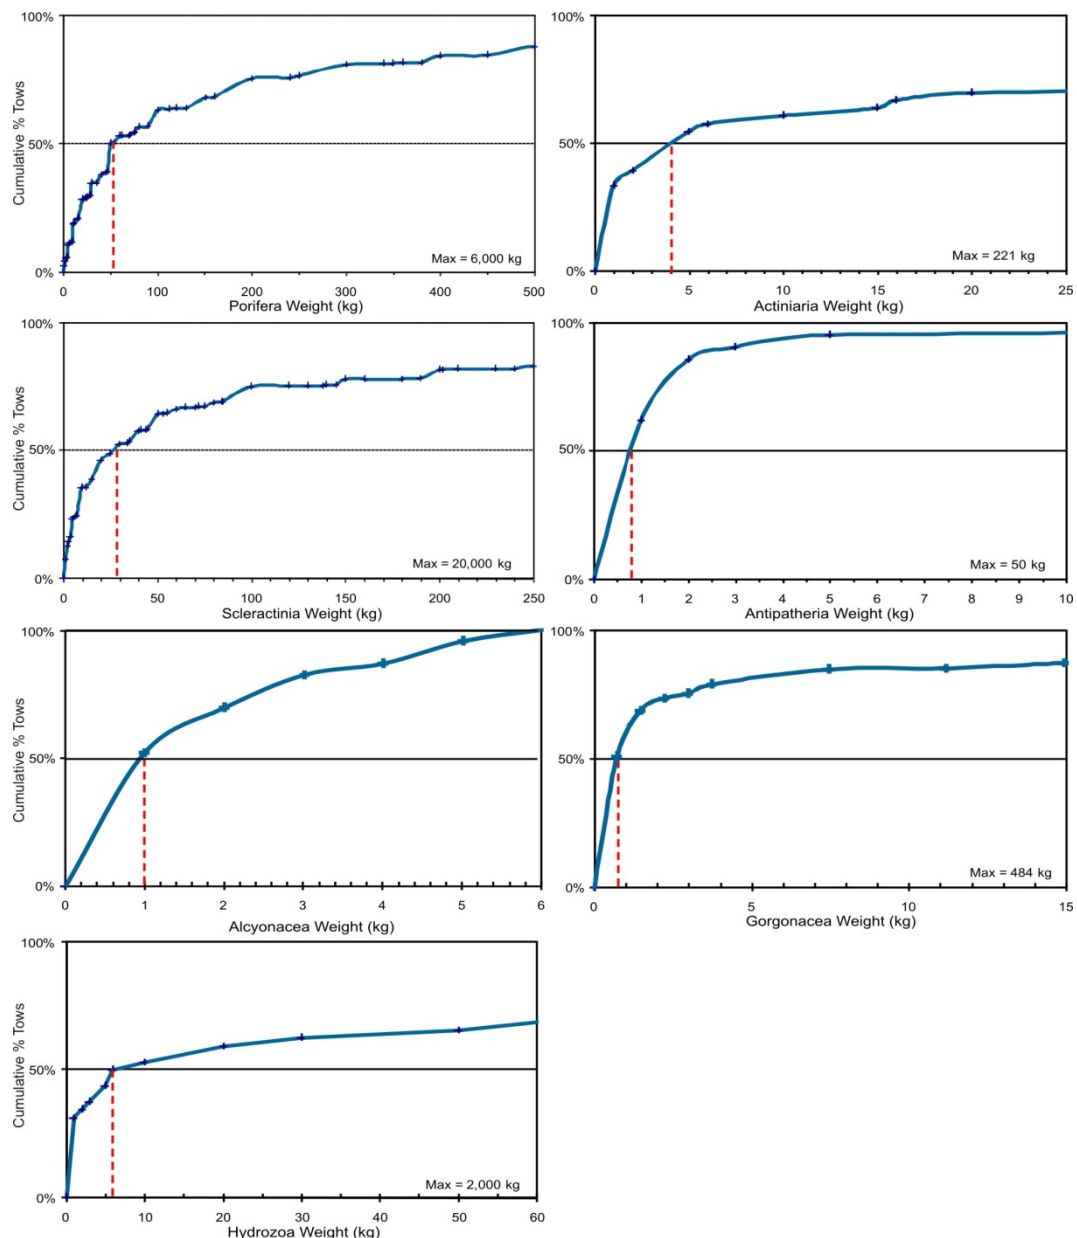 100%
50%
0%
Cumulative % Tows
Max = 6,000 kg
0 100 200 300 400 500
Porifera Weight (kg)
100%
50%
0%
Max = 221 kg
0 5 10 15 20 25
Actiniaria Weight (kg)
100%
50%
0%
Cumulative % Tows
Max = 20,000 kg
0 50 100 150 200 250
Scleractinia Weight (kg)
100%
50%
0%
Max = 50 kg
0 1 2 3 4 5 6 7 8 9 10
Antipatheria Weight (kg)
100%
50%
0%
Cumulative % Tows
0 1 2 3 4 5 6
Alcyonacea Weight (kg)
100%
50%
0%
Max = 484 kg
0 5 10 15
Gorgonacea Weight (kg)
100%
50%
0%
Cumulative % Tows
Max = 2,000 kg
0 10 20 30 40 50 60
Hydrozoa Weight (kg)